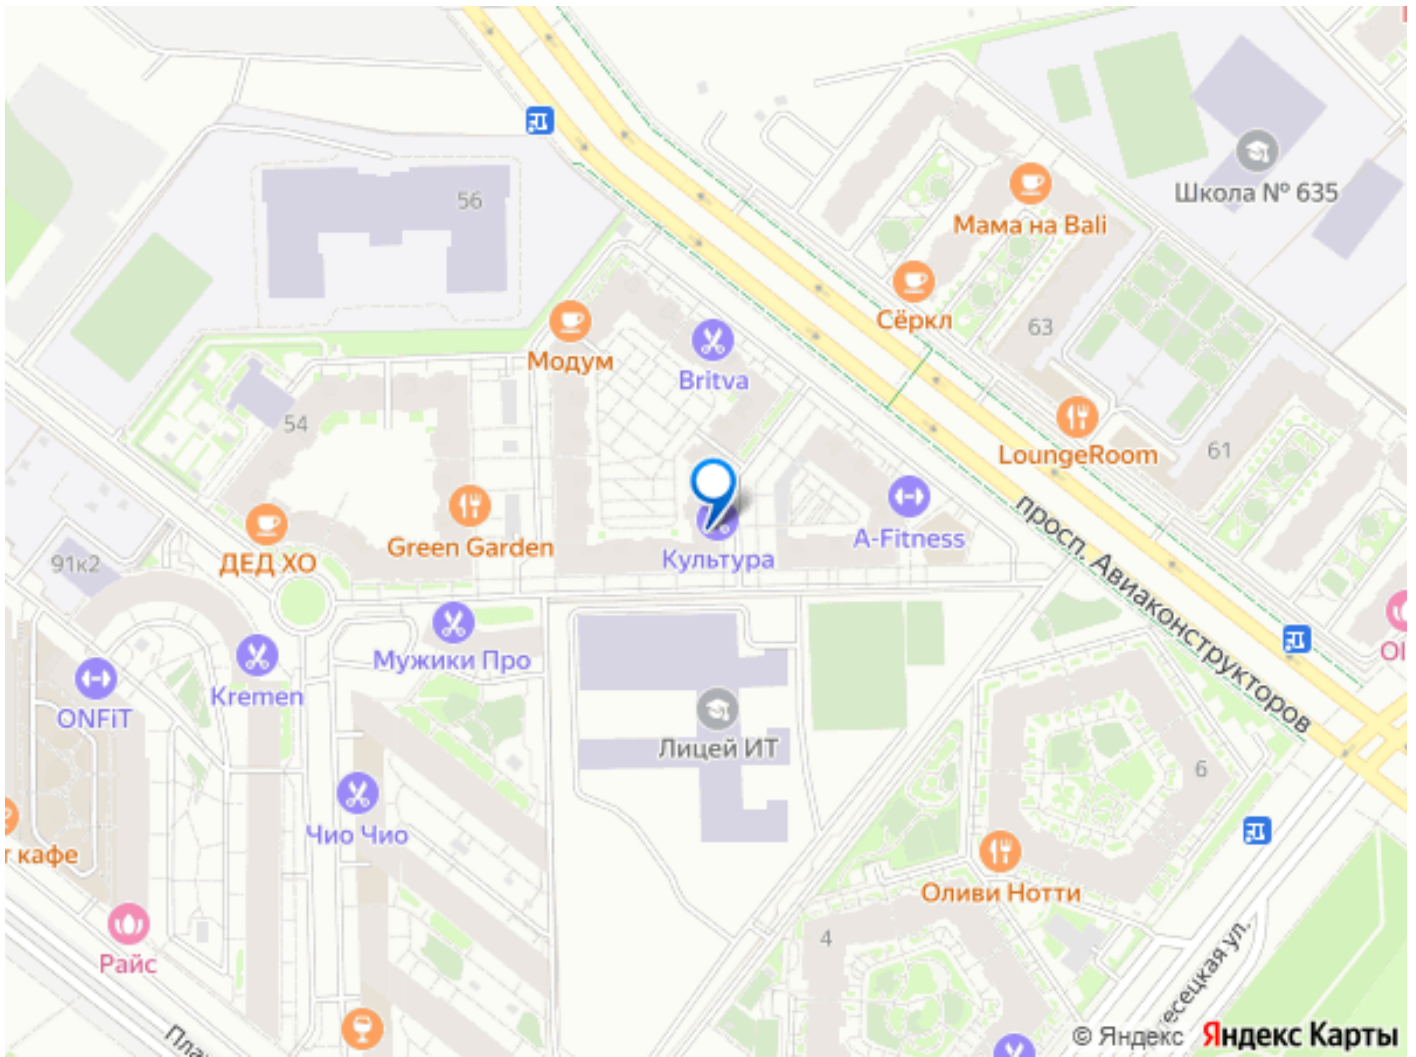 56
Школа № 635
Мама на Bali
Сёркл
63
Модум
Britva
54
LoungeRoom
61
Green Garden
ДЕД ХО
A-Fitness
Культура
просп. Авиаконструкторов
91к2
Мужики Про
Kremen
ONFiT
Лицей ИТ
6
Чио Чио
кафе
Оливи Нотти
4
Райс
© Яндекс Яндекс Карты